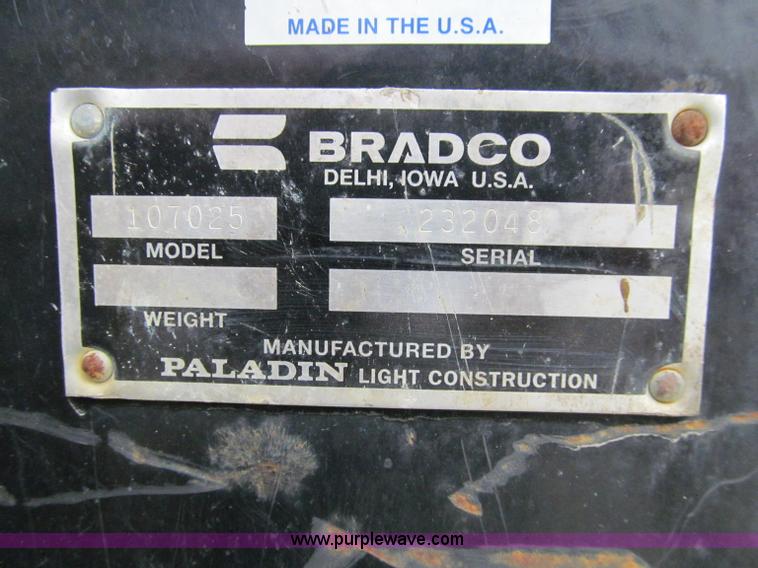 MADE IN THE U.S.A.
BRADCO
DELHI, IOWA U.S.A.
107025 232048
MODEL SERIAL
WEIGHT
MANUFACTURED BY
PALADIN LIGHT CONSTRUCTION
www.purplewave.com